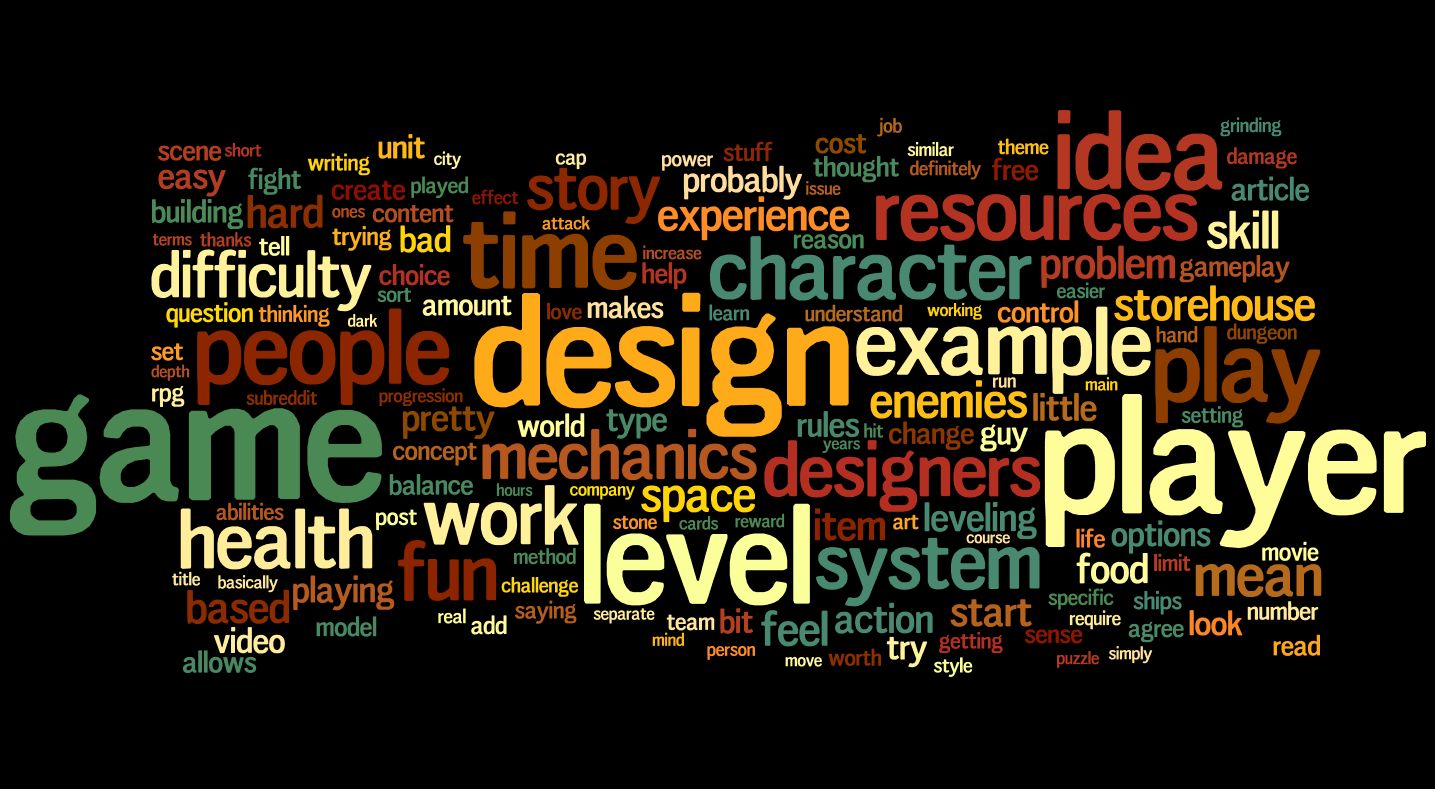 scene short writing unit city cap power stuff cost job similar theme idea grinding
easy fight create played effect story probably thought definitely free damage
building hard ones content attack experience issue resources article
terms thanks tell trying bad time increase reason skill
difficulty choice sort help character problem gameplay
question thinking dark amount love makes learn understand working control easier storehouse
set people design example hand dungeon
depth rpg subreddit progression run main play
game pretty world type rules hit enemies little setting
concept mechanics years change guy player
balance hours company space designers
abilities health post work stone cards reward item art leveling course life options
title basically fun method level system food limit movie
based playing challenge mean
video model real add saying separate team bit feel action start specific require ships number
allows mind person move worth try getting sense agree look
style puzzle simply read